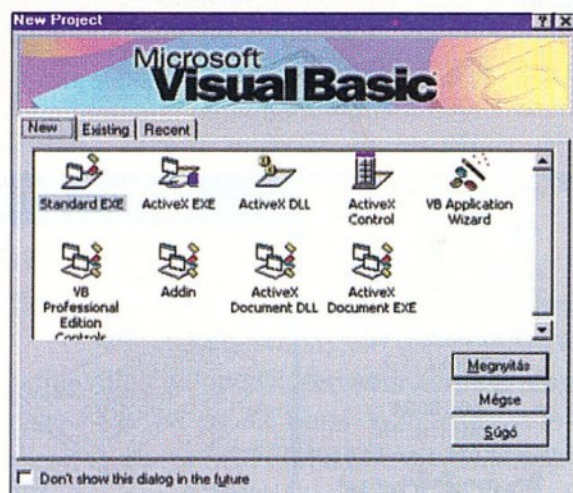 New Project
Microsoft
Visual Basic
New Existing Recent
Standard EXE ActiveX EXE ActiveX DLL ActiveX Control VB Application Wizard
VB Professional Edition Controls Addin ActiveX Document DLL ActiveX Document EXE
Megnyitás
Mégse
Súgó
Don't show this dialog in the future